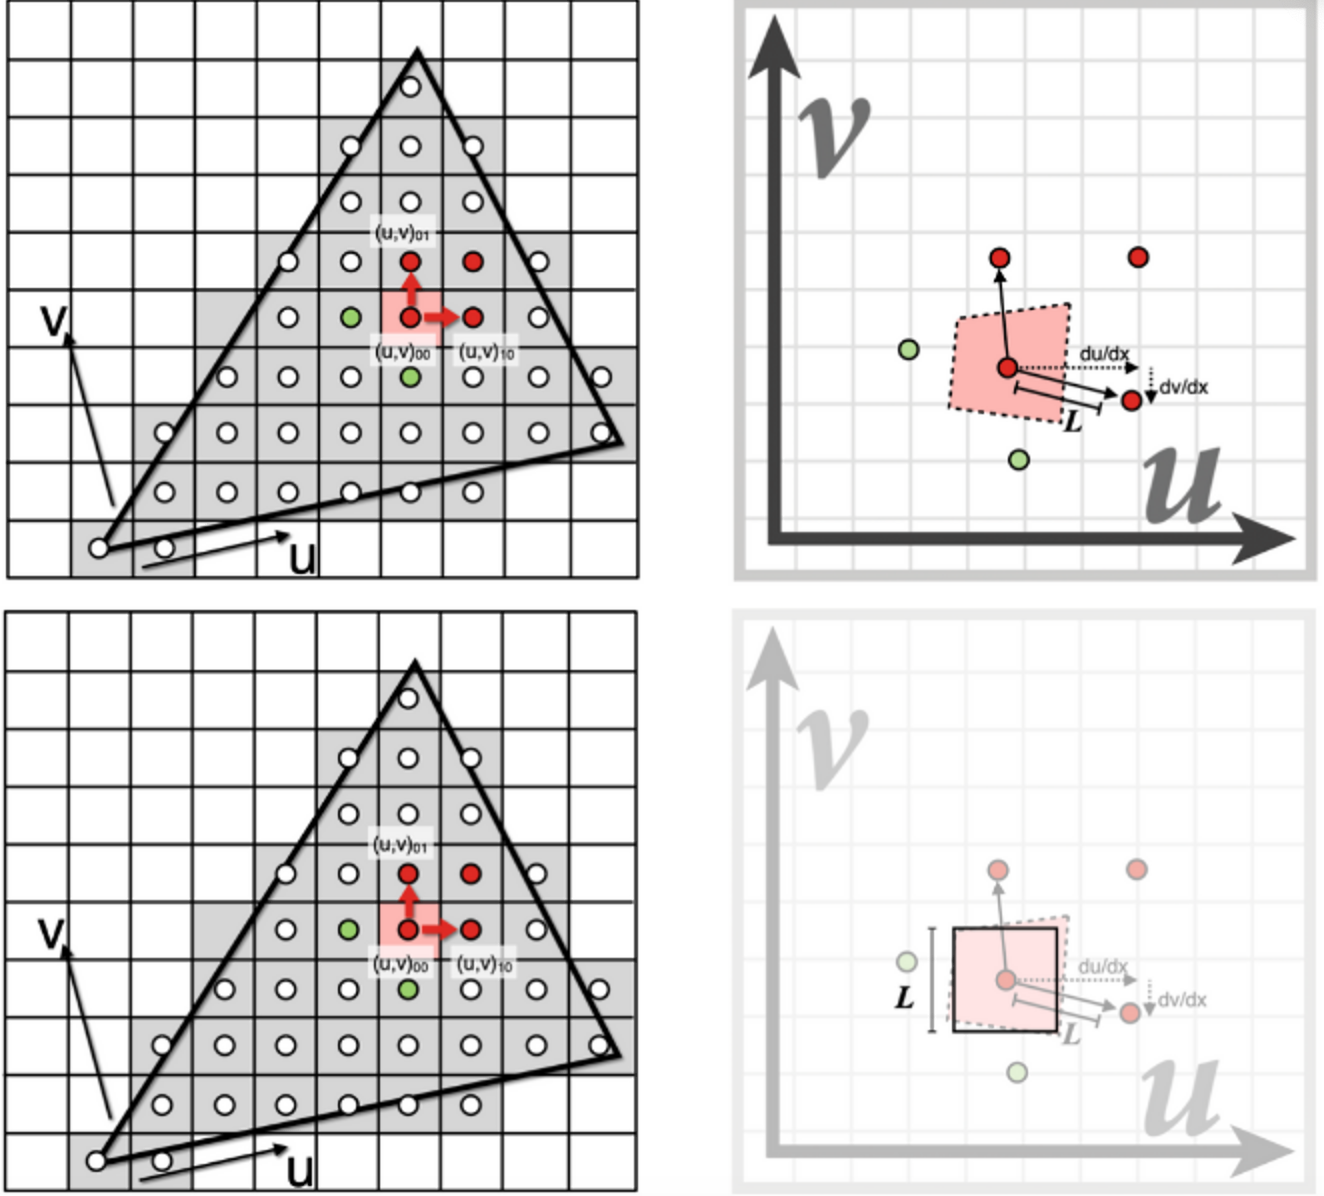 (u,v)₀₁
V
(u,v)₀₀ (u,v)₁₀
u
v
du/dx
dv/dx
L
u
(u,v)₀₁
V
(u,v)₀₀ (u,v)₁₀
u
v
du/dx
L
dv/dx
L
u